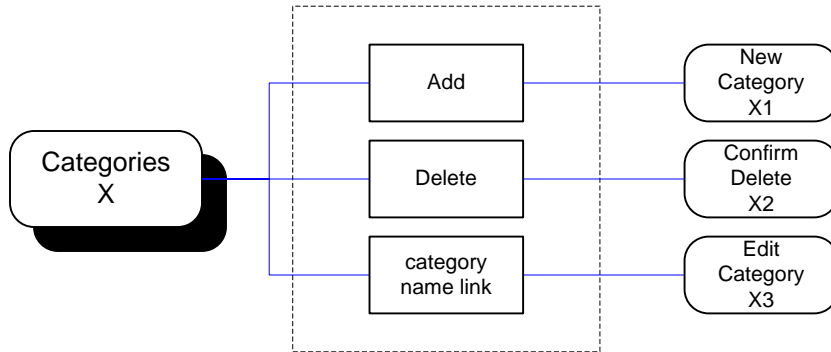 Categories
X
Add
New
Category
X1
Delete
Confirm
Delete
X2
category
name link
Edit
Category
X3